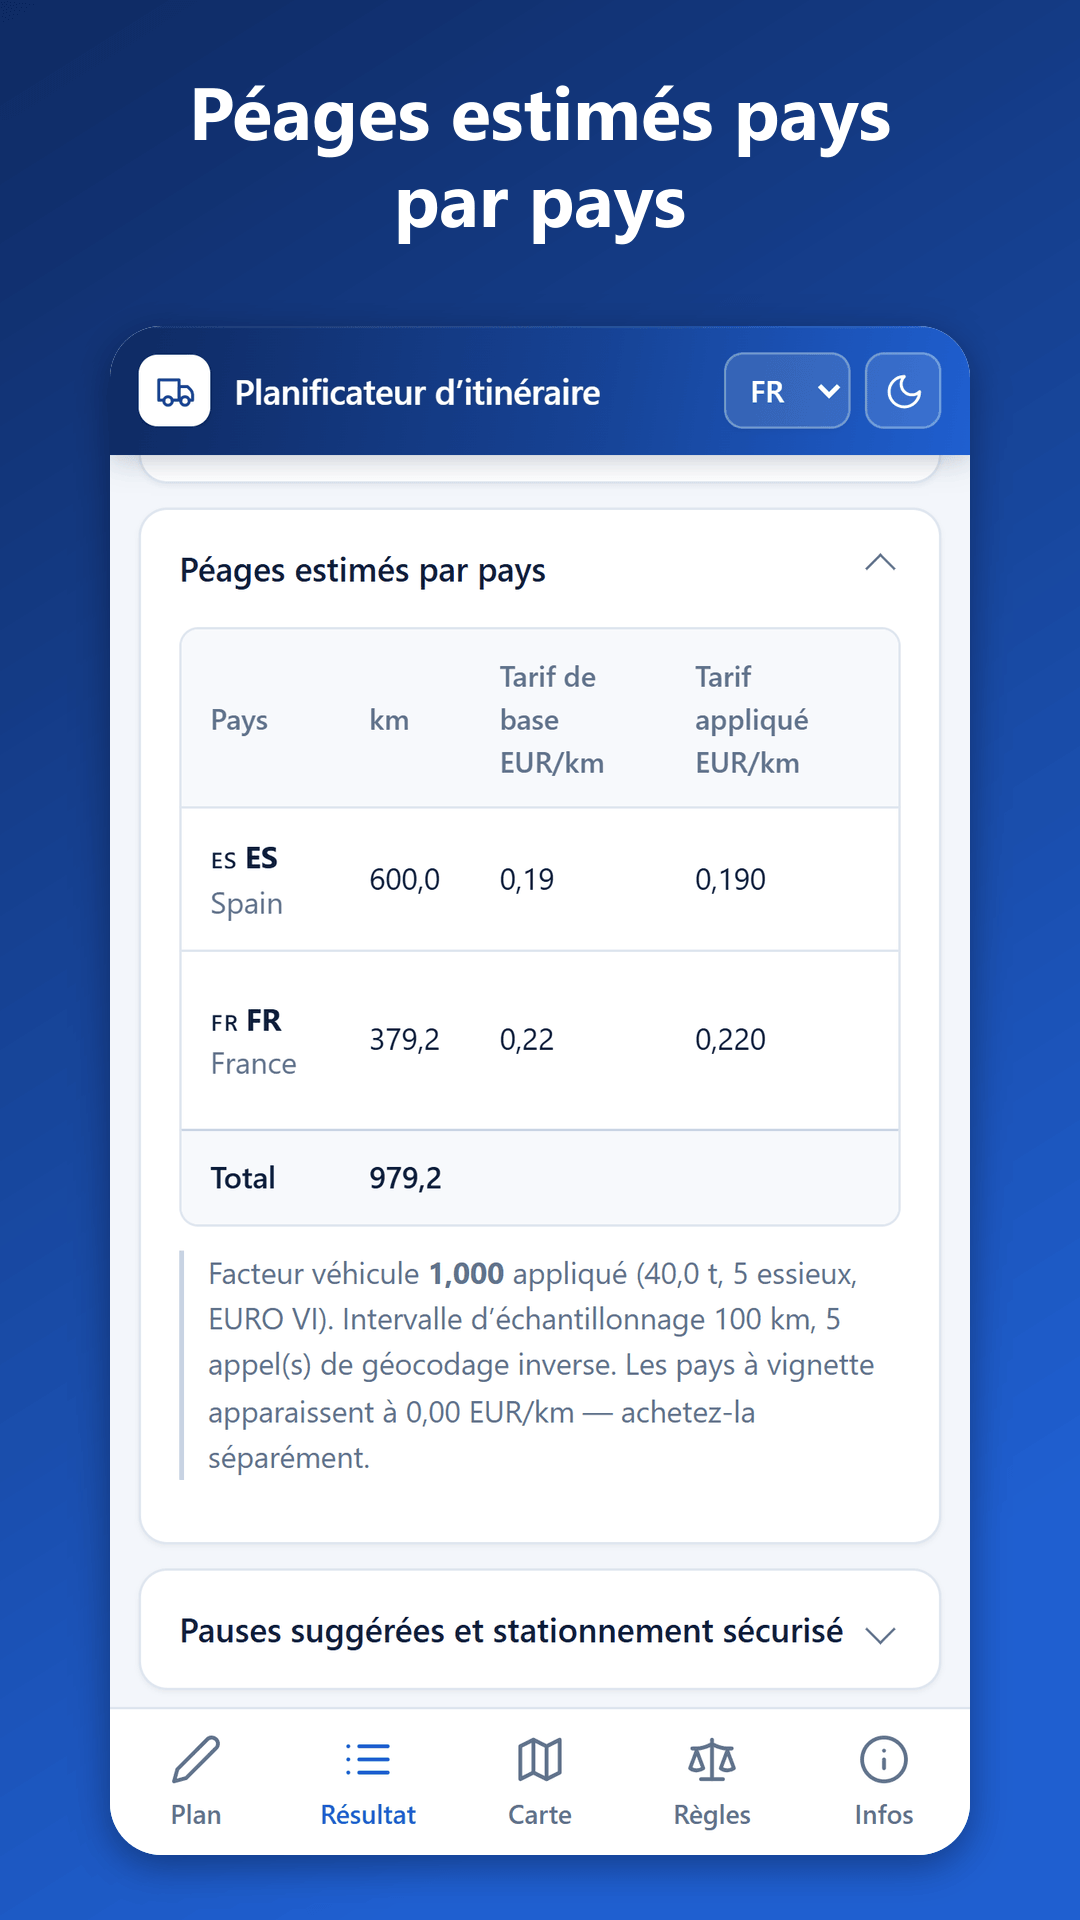 Péages estimés pays
par pays
Planificateur d’itinéraire
FR
Péages estimés par pays
Pays
km
Tarif de
base
EUR/km
Tarif
appliqué
EUR/km
ES ES
Spain
600,0
0,19
0,190
FR FR
France
379,2
0,22
0,220
Total
979,2
Facteur véhicule 1,000 appliqué (40,0 t, 5 essieux,
EURO VI). Intervalle d’échantillonnage 100 km, 5
appel(s) de géocodage inverse. Les pays à vignette
apparaissent à 0,00 EUR/km — achetez-la
séparément.
Pauses suggérées et stationnement sécurisé
Plan
Résultat
Carte
Règles
Infos